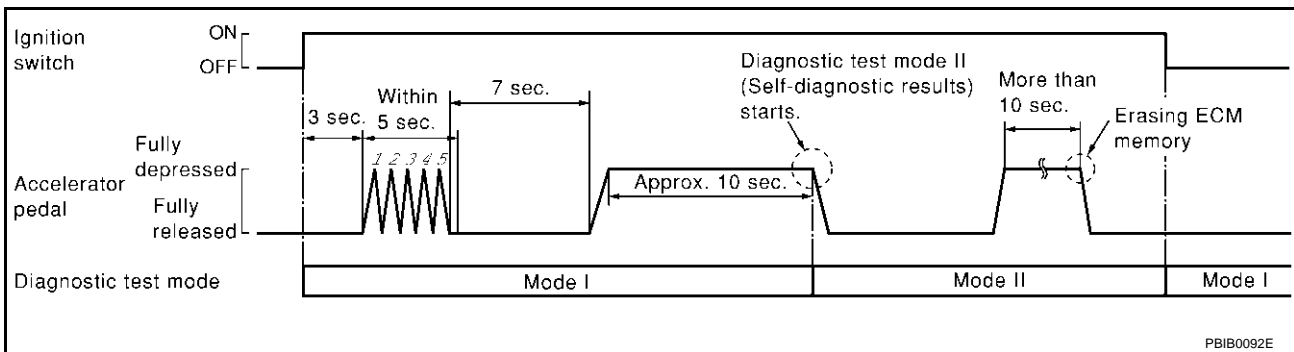 Ignition
switch
ON
OFF
3 sec.
Within
5 sec.
7 sec.
Diagnostic test mode II
(Self-diagnostic results)
starts.
More than
10 sec.
Erasing ECM
memory
Accelerator
pedal
Fully
depressed
Fully
released
1 2 3 4 5
Approx. 10 sec.
Diagnostic test mode
Mode I
Mode II
Mode I
PBIB0092E